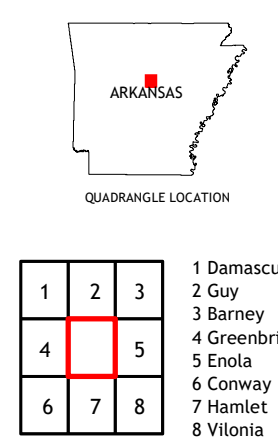 ARKANSAS
QUADRANGLE LOCATION
1 2 3
4 5
6 7 8
1 Damascu
2 Guy
3 Barney
4 Greenbri
5 Enola
6 Conway
7 Hamlet
8 Vilonia